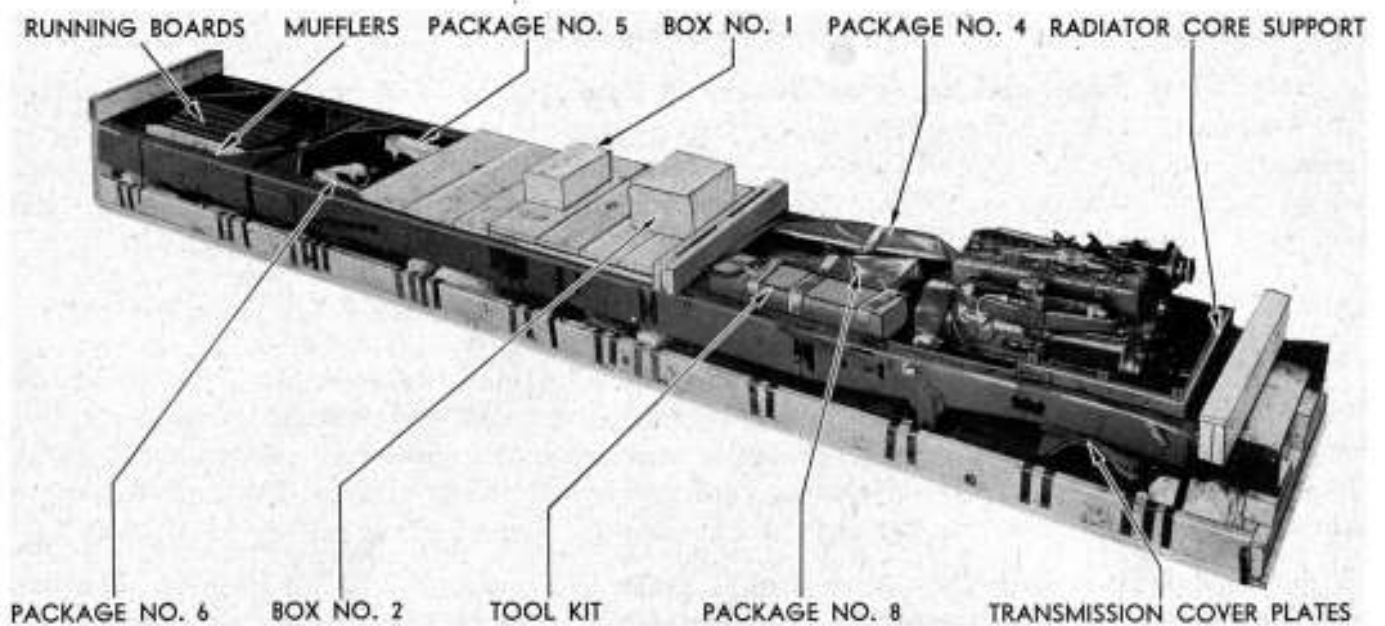 RUNNING BOARDS MUFFLERS PACKAGE NO. 5 BOX NO. 1 PACKAGE NO. 4 RADIATOR CORE SUPPORT
PACKAGE NO. 6 BOX NO. 2 TOOL KIT PACKAGE NO. 8 TRANSMISSION COVER PLATES